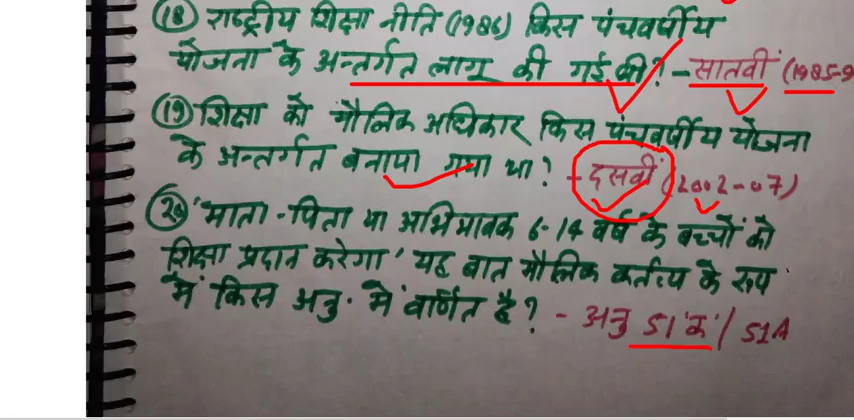 (18) राष्ट्रीय शिक्षा नीति (1986) किस पंचवर्षीय
योजना के अन्तर्गत लागू की गई थी? - सातवीं (1985-9
(19) शिक्षा को मौलिक अधिकार किस पंचवर्षीय योजना
के अन्तर्गत बनाया गया था? - दसवीं (2002-07)
(20) 'माता-पिता या अभिभावक 6-14 वर्ष के बच्चों को
शिक्षा प्रदान करेगा' यह बात मौलिक कर्तव्य के रूप
में किस अनु. में वर्णित है? - अनु 51 क / 51A